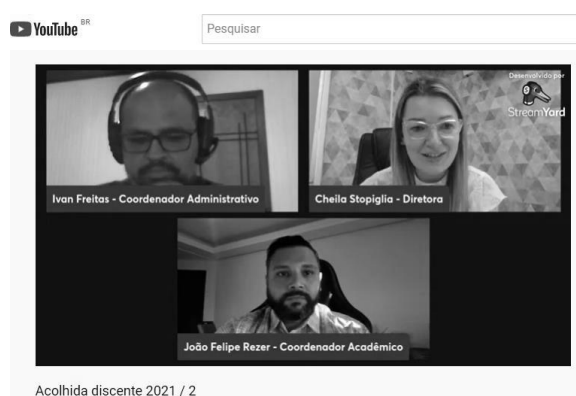 YouTube BR
Pesquisar
Desenvolvido por
StreamYard
Ivan Freitas - Coordenador Administrativo
Cheila Stopiglia - Diretora
João Felipe Rezer - Coordenador Acadêmico
Acolhida discente 2021 / 2